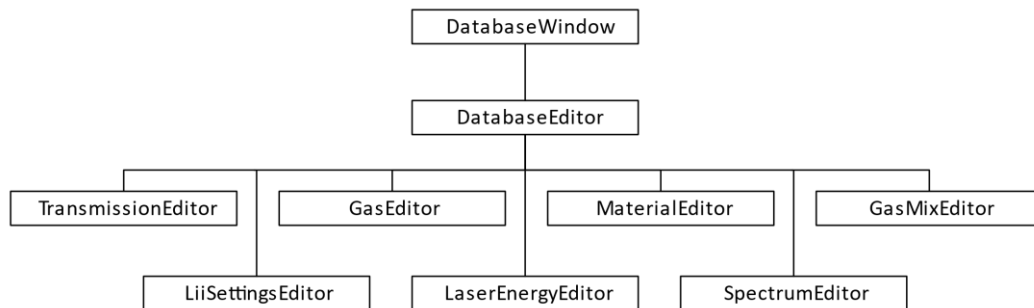 DatabaseWindow
DatabaseEditor
TransmissionEditor
GasEditor
MaterialEditor
GasMixEditor
LiiSettingsEditor
LaserEnergyEditor
SpectrumEditor